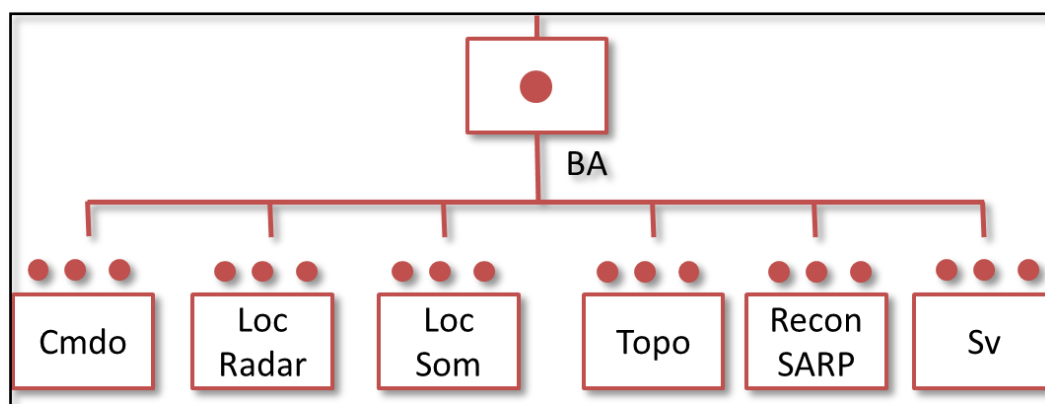 BA
Cmdo
Loc
Radar
Loc
Som
Topo
Recon
SARP
Sv